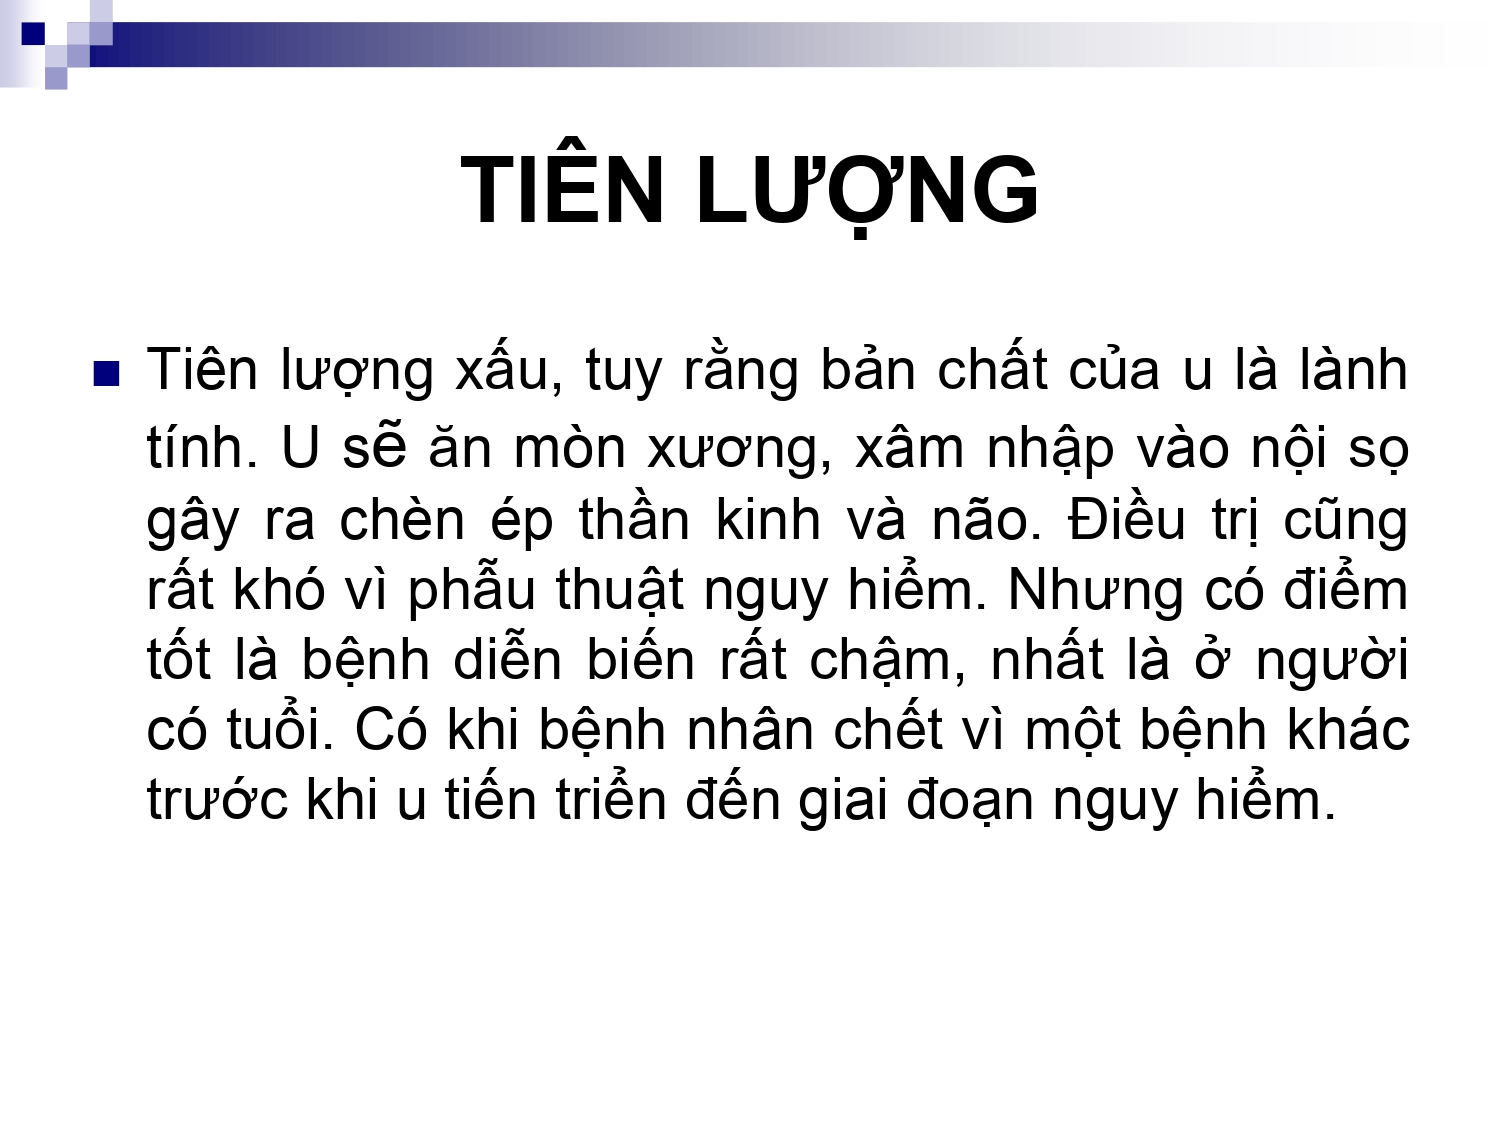 TIÊN LƯỢNG
Tiên lượng xấu, tuy rằng bản chất của u là lành
tính. U sẽ ăn mòn xương, xâm nhập vào nội sọ
gây ra chèn ép thần kinh và não. Điều trị cũng
rất khó vì phẫu thuật nguy hiểm. Nhưng có điểm
tốt là bệnh diễn biến rất chậm, nhất là ở người
có tuổi. Có khi bệnh nhân chết vì một bệnh khác
trước khi u tiến triển đến giai đoạn nguy hiểm.